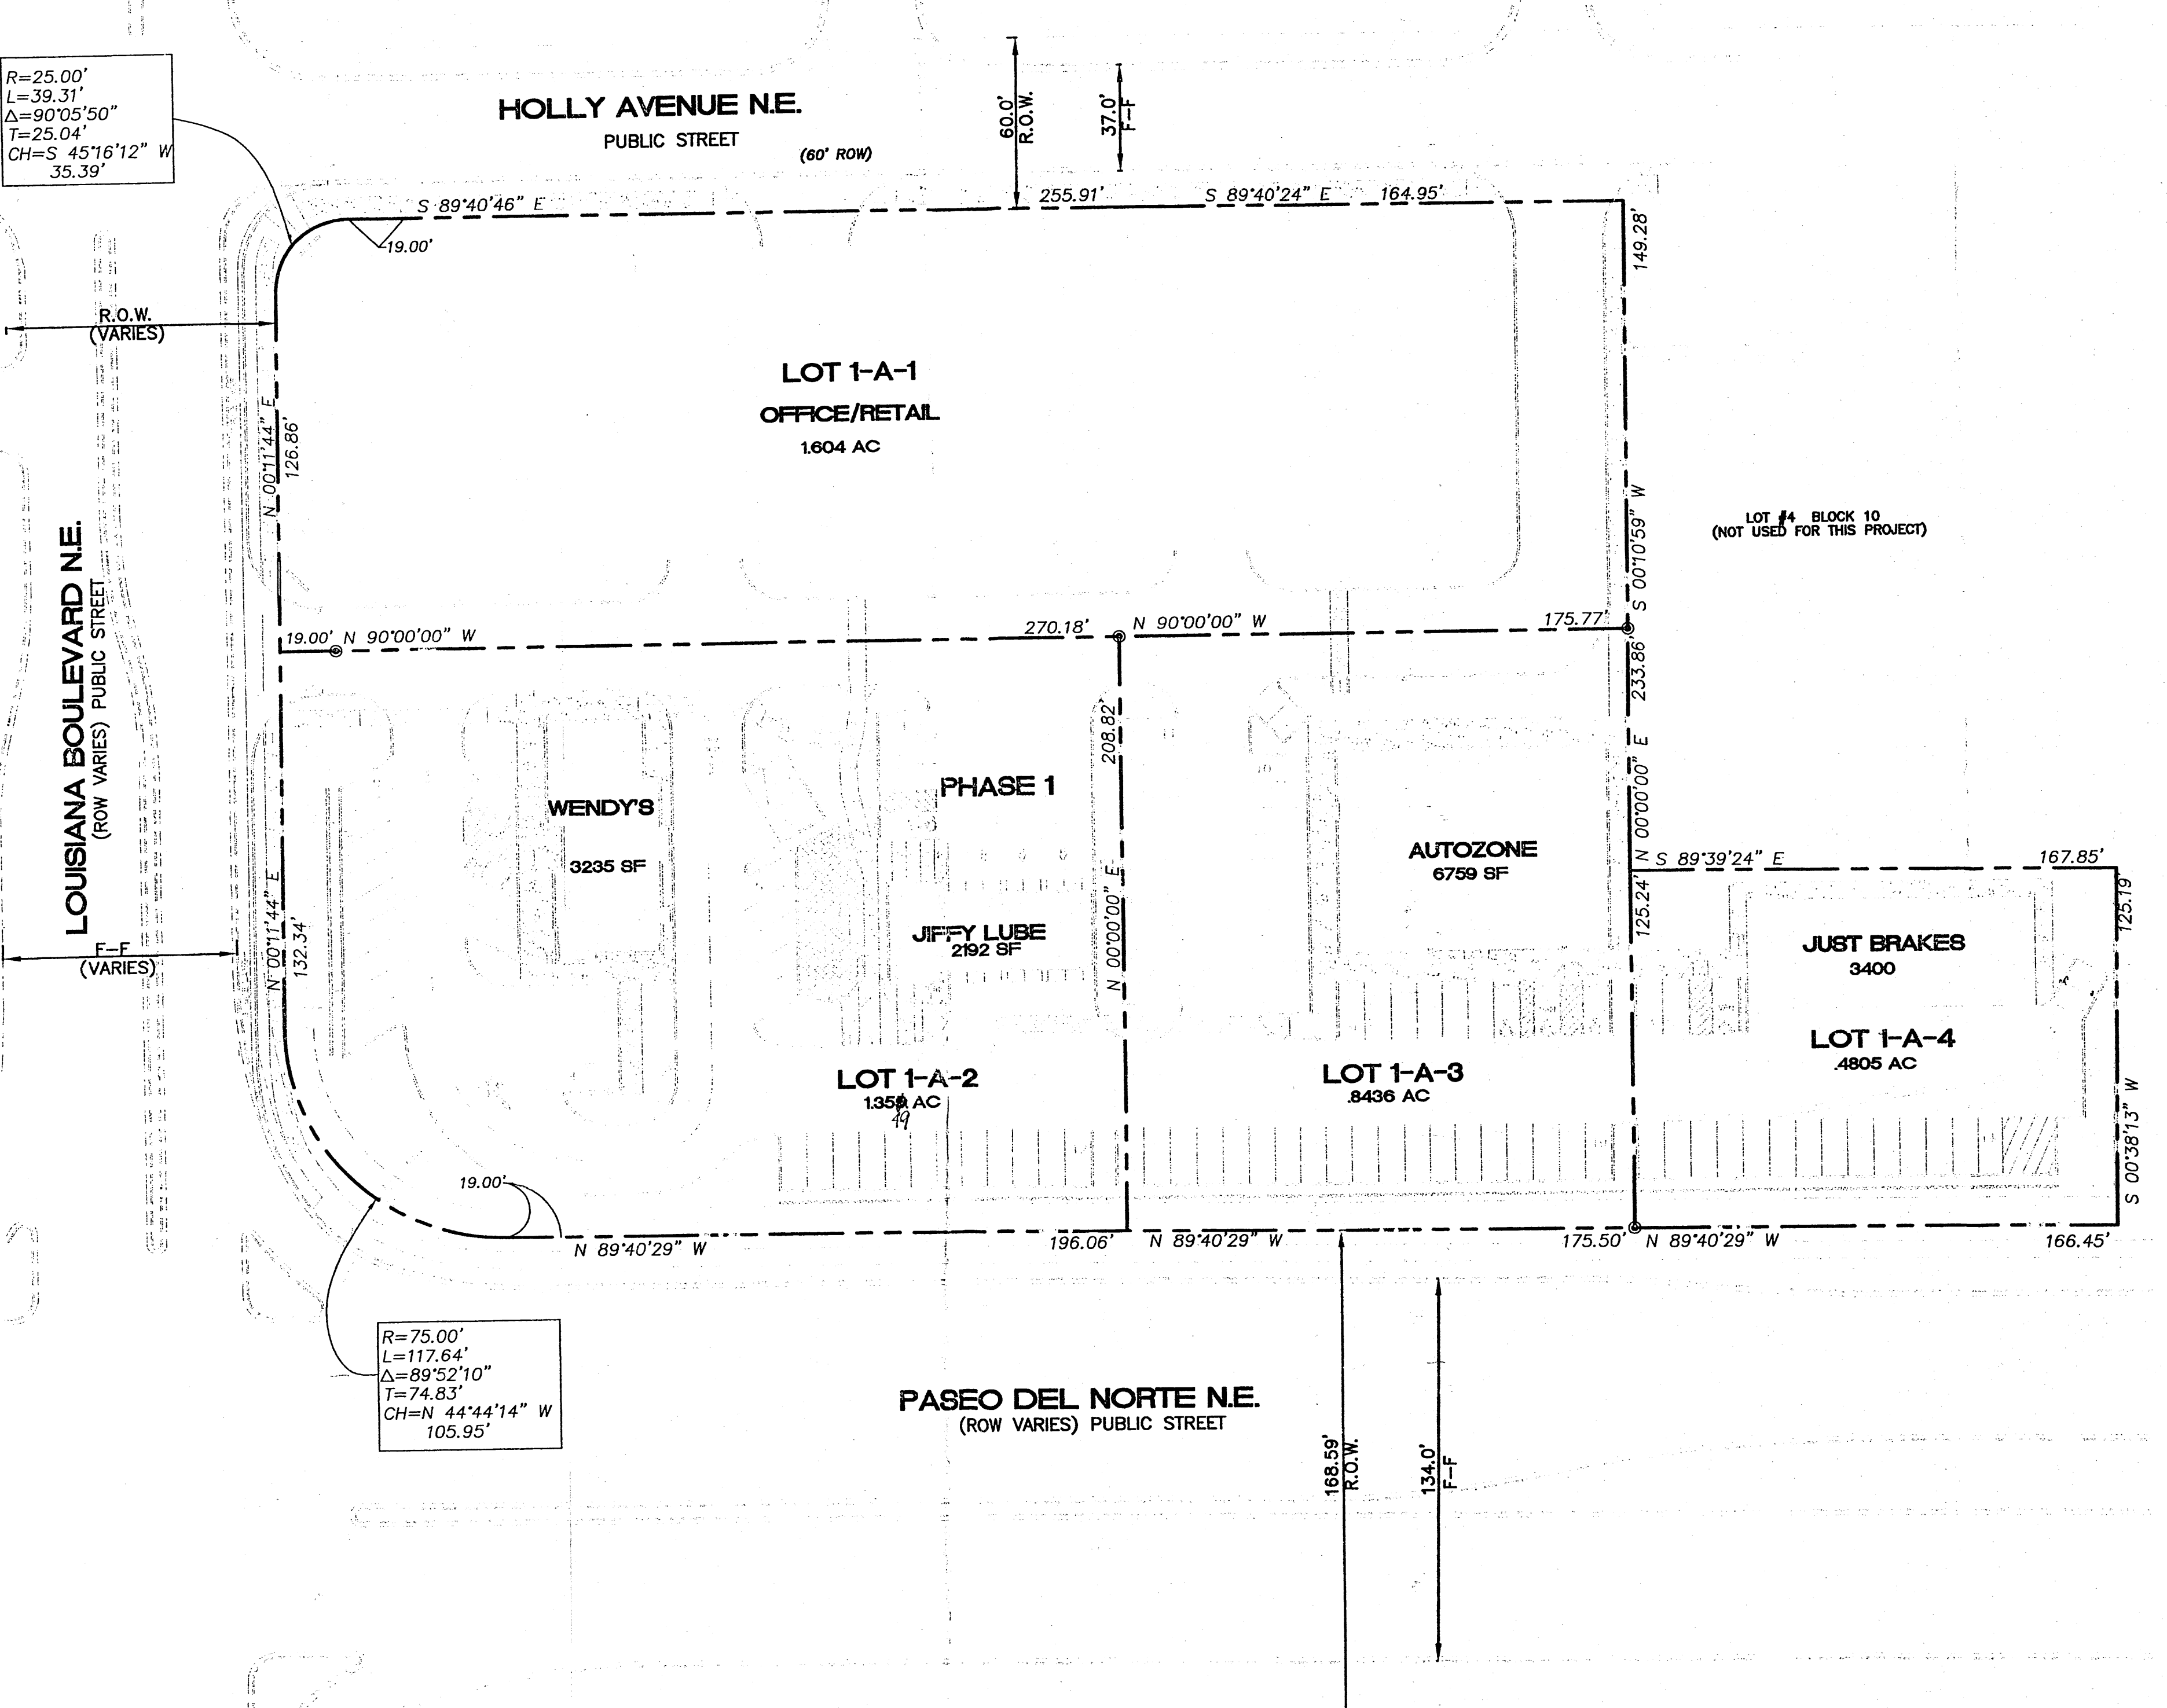 R=25.00'
L=39.31'
Δ=90°05'50"
T=25.04'
CH=S 45°16'12" W
35.39'
HOLLY AVENUE N.E.
PUBLIC STREET
(60' ROW)
60.0'
R.O.W.
37.0'
F-F
S 89°40'46" E
255.91'
S 89°40'24" E
164.95'
19.00'
149.28'
R.O.W.
(VARIES)
LOT 1-A-1
OFFICE/RETAIL
1.604 AC
N 00°11'44" E
126.86'
S 00°10'59" W
LOT #4 BLOCK 10
(NOT USED FOR THIS PROJECT)
LOUISIANA BOULEVARD N.E.
(ROW VARIES) PUBLIC STREET
19.00' N 90°00'00" W
270.18'
N 90°00'00" W
175.77'
233.86'
208.82'
PHASE 1
WENDY'S
3235 SF
N 00°00'00" E
AUTOZONE
6759 SF
S 89°39'24" E
167.85'
125.24'
125.19'
N 00°11'44" E
132.34'
JIFFY LUBE
2192 SF
N 00°00'00" E
JUST BRAKES
3400
F-F
(VARIES)
LOT 1-A-4
.4805 AC
LOT 1-A-2
AC
49
LOT 1-A-3
.8436 AC
S 00°38'13" W
19.00'
N 89°40'29" W
196.06'
N 89°40'29" W
175.50'
N 89°40'29" W
166.45'
R=75.00'
L=117.64'
Δ=89°52'10"
T=74.83'
CH=N 44°44'14" W
105.95'
PASEO DEL NORTE N.E.
(ROW VARIES) PUBLIC STREET
168.59'
R.O.W.
134.0'
F-F